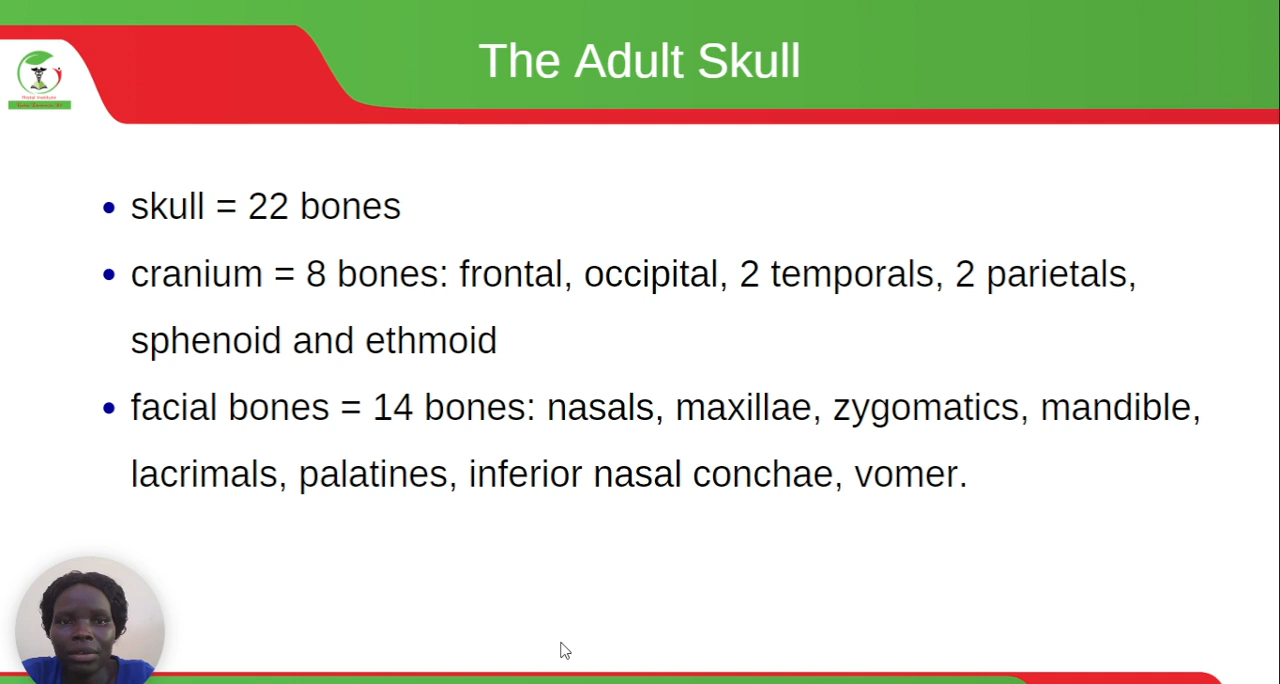 The Adult Skull
• skull = 22 bones
• cranium = 8 bones: frontal, occipital, 2 temporals, 2 parietals,
sphenoid and ethmoid
• facial bones = 14 bones: nasals, maxillae, zygomatics, mandible,
lacrimals, palatines, inferior nasal conchae, vomer.